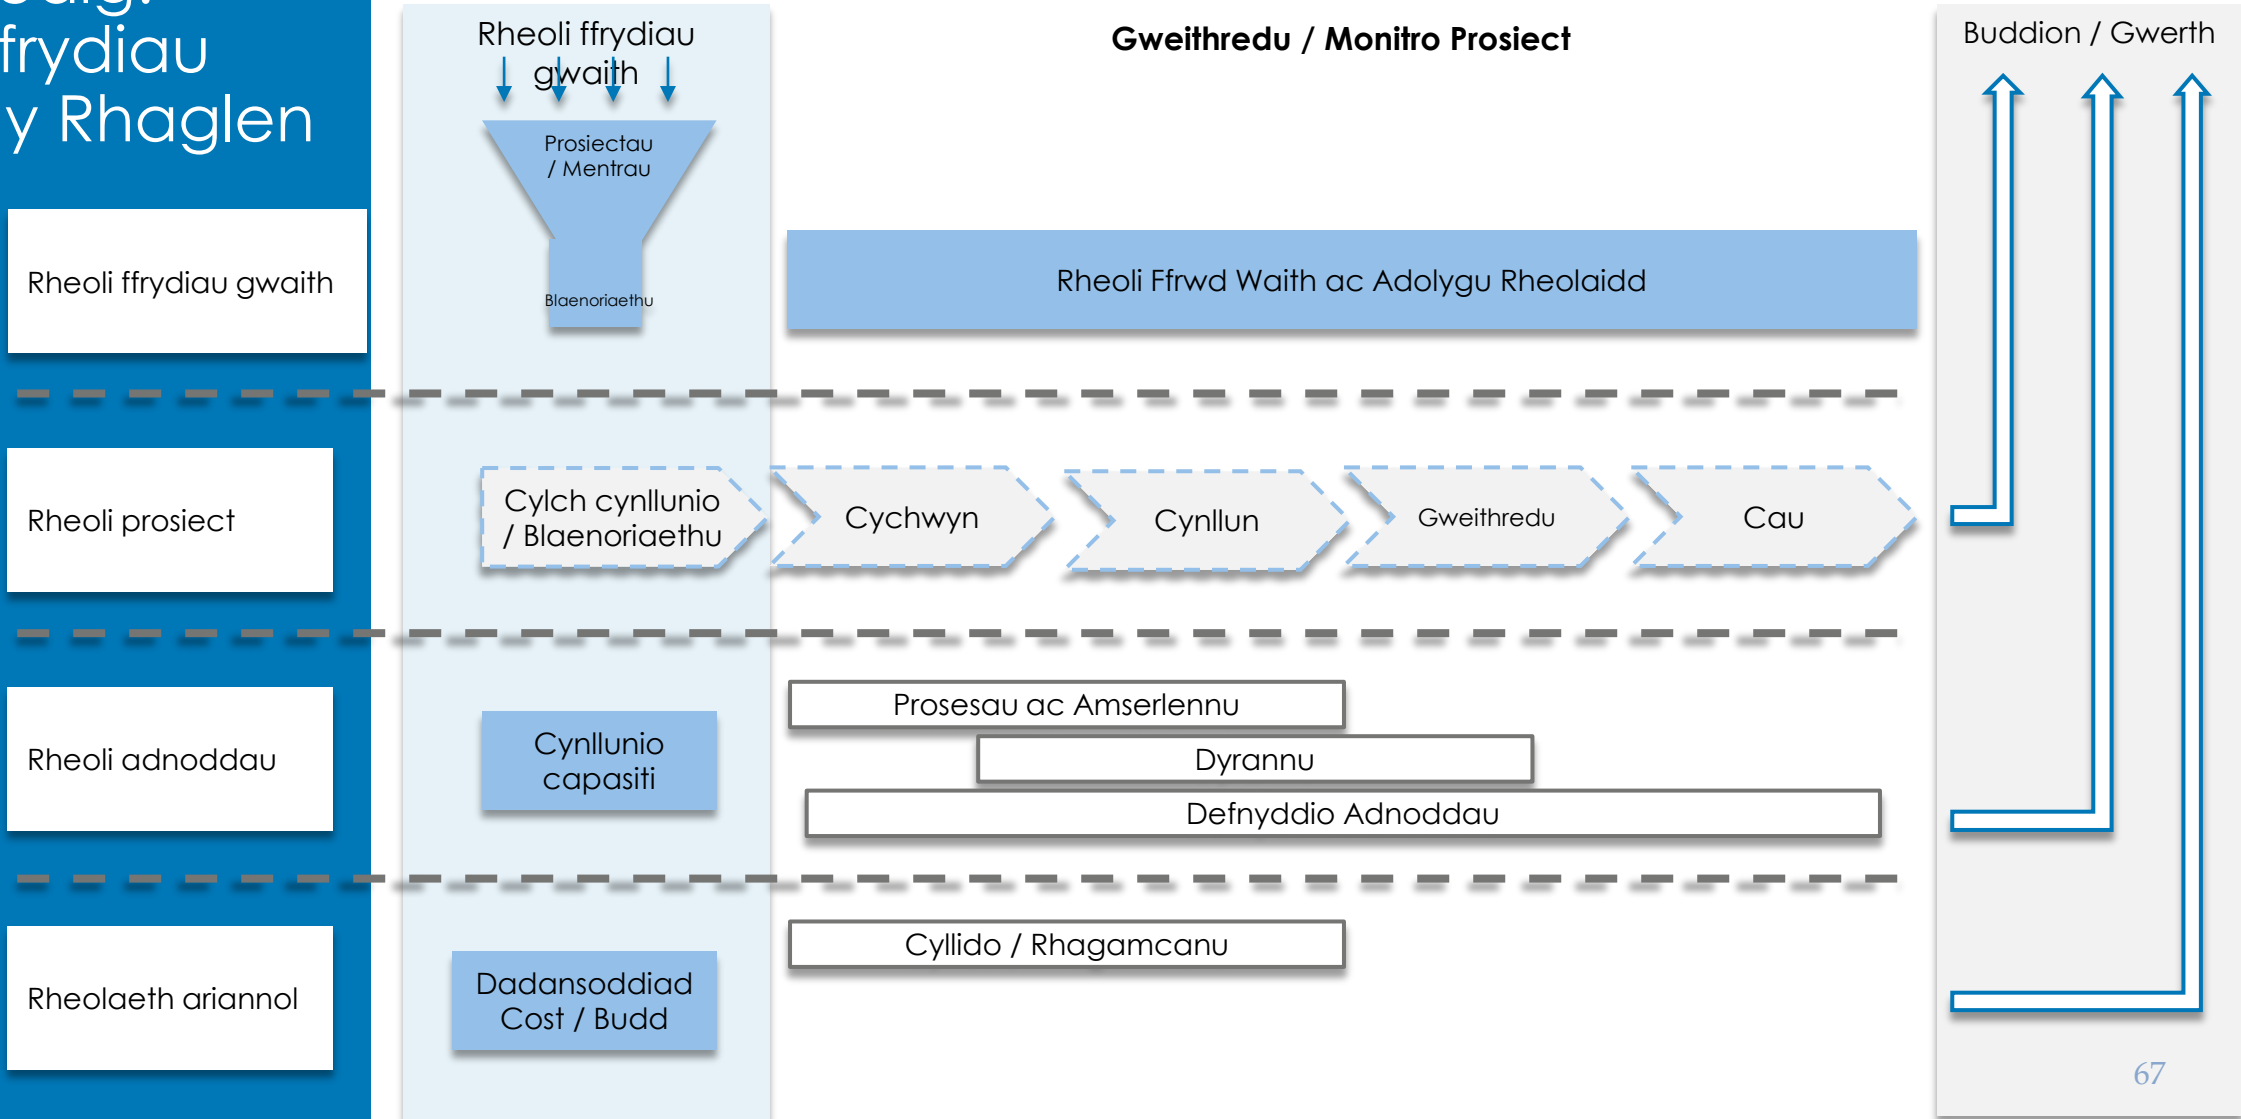 frydiau
y Rhaglen
Rheoli ffrydiau
gwaith
Gweithredu / Monitro Prosiect
Buddion / Gwerth
Prosiectau
/ Mentrau
Blaenoriaethu
Rheoli ffrydiau gwaith
Rheoli Ffrwd Waith ac Adolygu Rheolaidd
Rheoli prosiect
Cylch cynllunio
/ Blaenoriaethu
Cychwyn
Cynllun
Gweithredu
Cau
Rheoli adnoddau
Cynllunio
capasiti
Prosesau ac Amserlennu
Dyrannu
Defnyddio Adnoddau
Rheolaeth ariannol
Dadansoddiad
Cost / Budd
Cyllido / Rhagamcanu
67